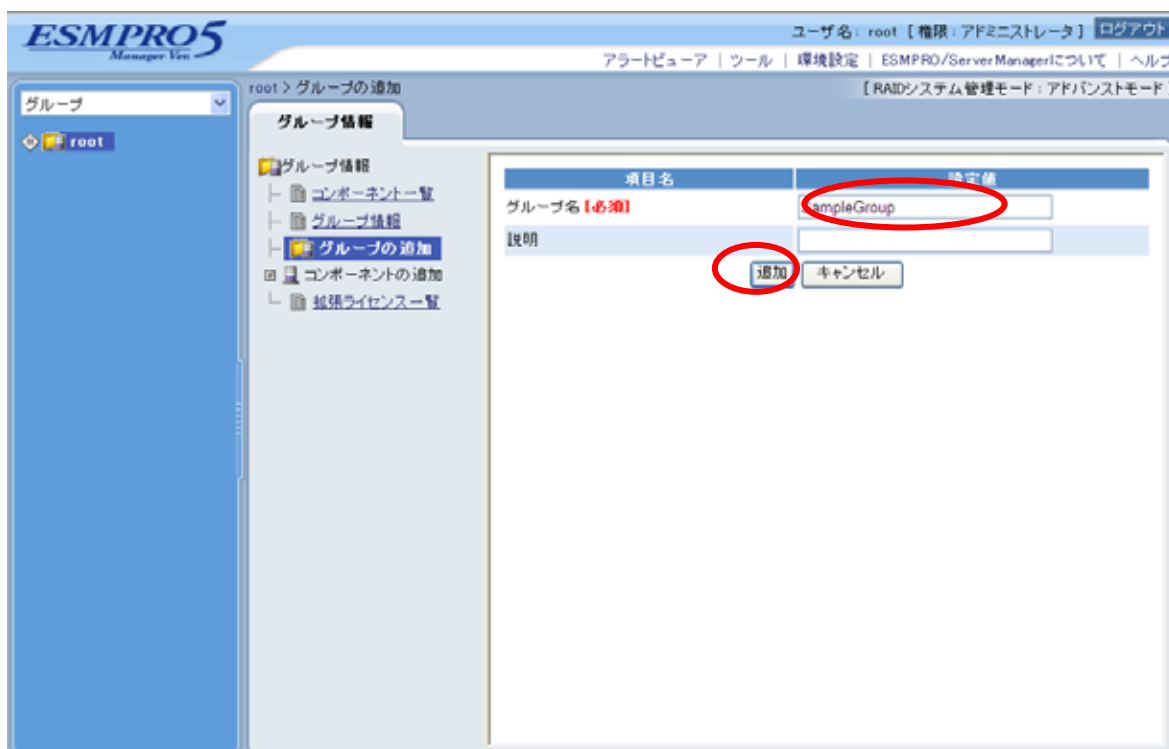 ESMPRO5
Manager Ver.
ユーザ名: root [ 権限 : アドミニストレータ ] ログアウト
アラートビューア | ツール | 環境設定 | ESMPRO/ServerManagerについて | ヘルプ
グループ
root
root > グループの追加
[ RAIDシステム管理モード : アドバンストモード
グループ情報
グループ情報
コンポーネント一覧
グループ情報
グループの追加
コンポーネントの追加
拡張ライセンス一覧
項目名 設定値
グループ名 [必須] SampleGroup
説明
追加 キャンセル